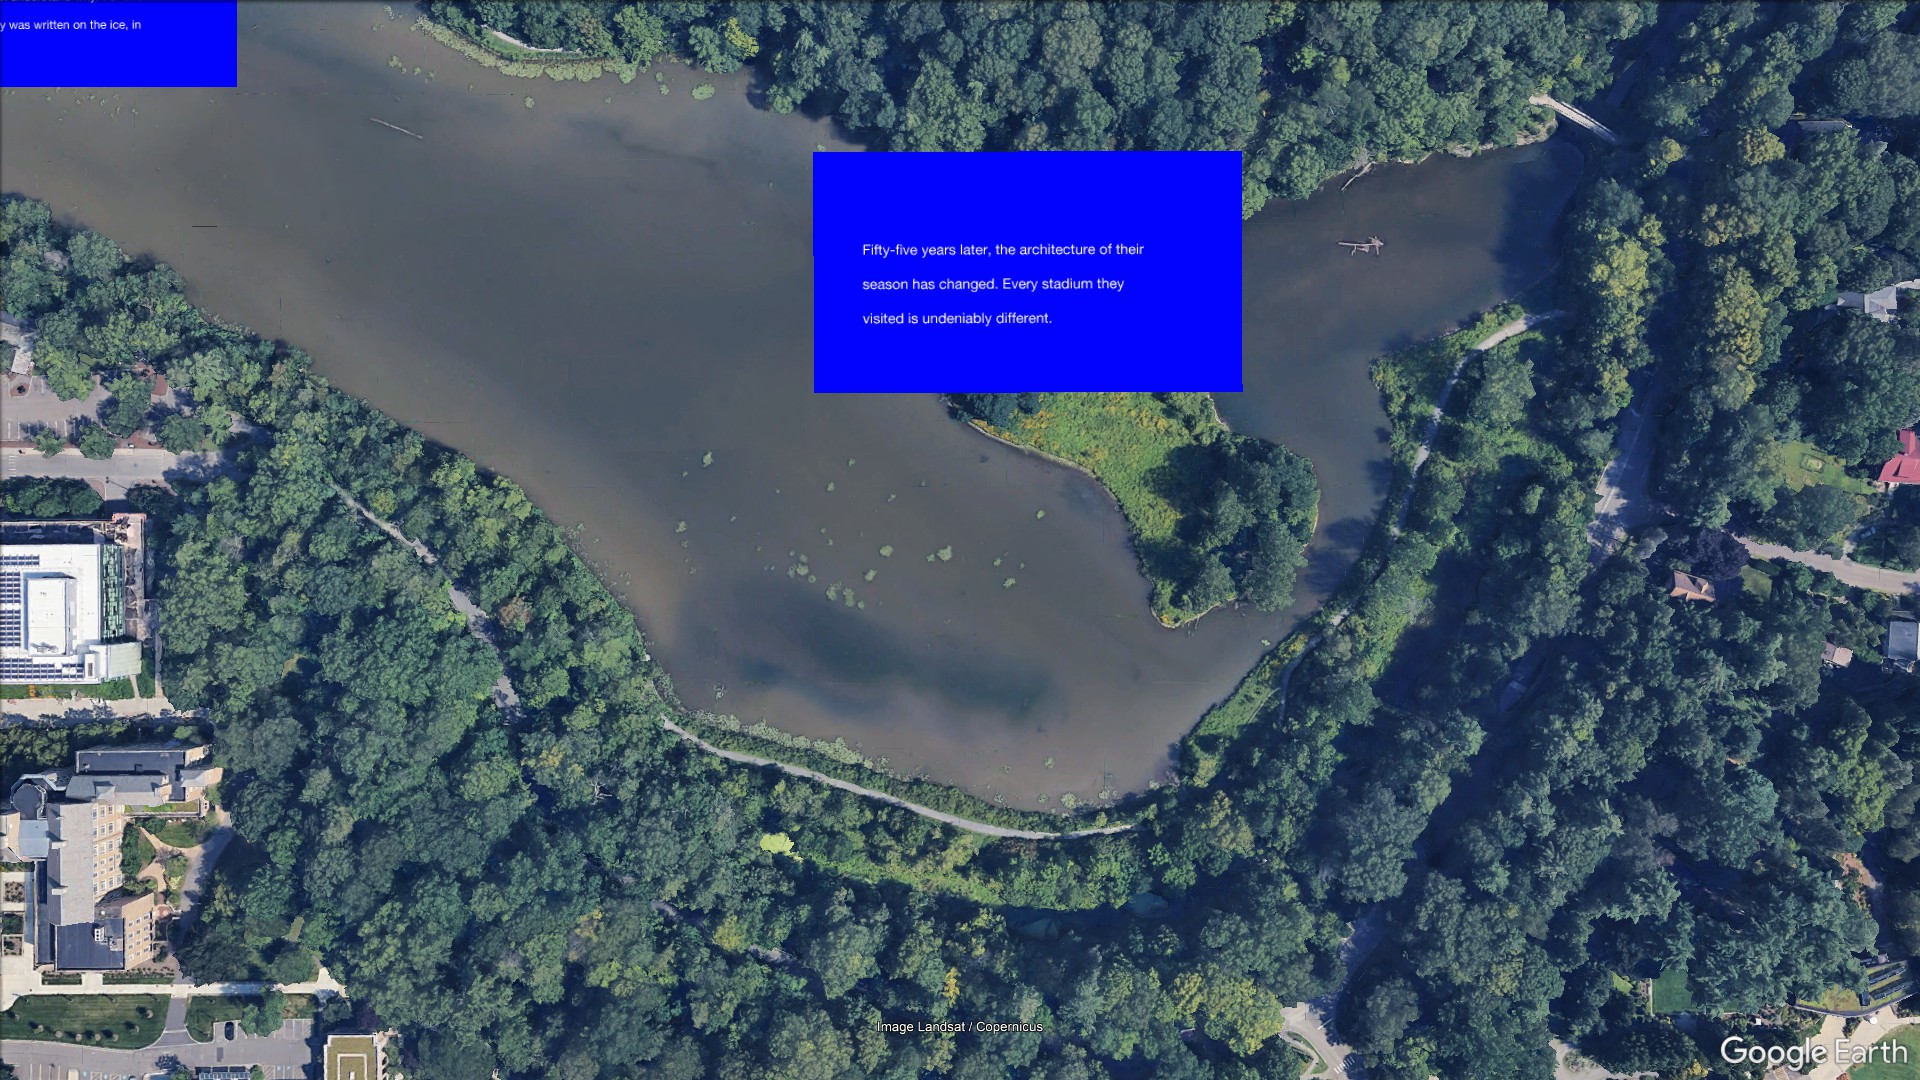 y was written on the ice, in
Fifty-five years later, the architecture of their
season has changed. Every stadium they
visited is undeniably different.
Image Landsat / Copernicus
Google Earth